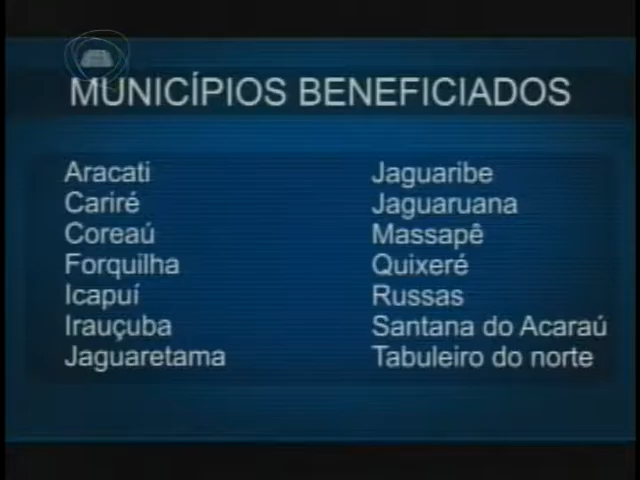 MUNICÍPIOS BENEFICIADOS
Aracati
Cariré
Coreaú
Forquilha
Icapuí
Irauçuba
Jaguaretama
Jaguaribe
Jaguaruana
Massapê
Quixeré
Russas
Santana do Acaraú
Tabuleiro do norte